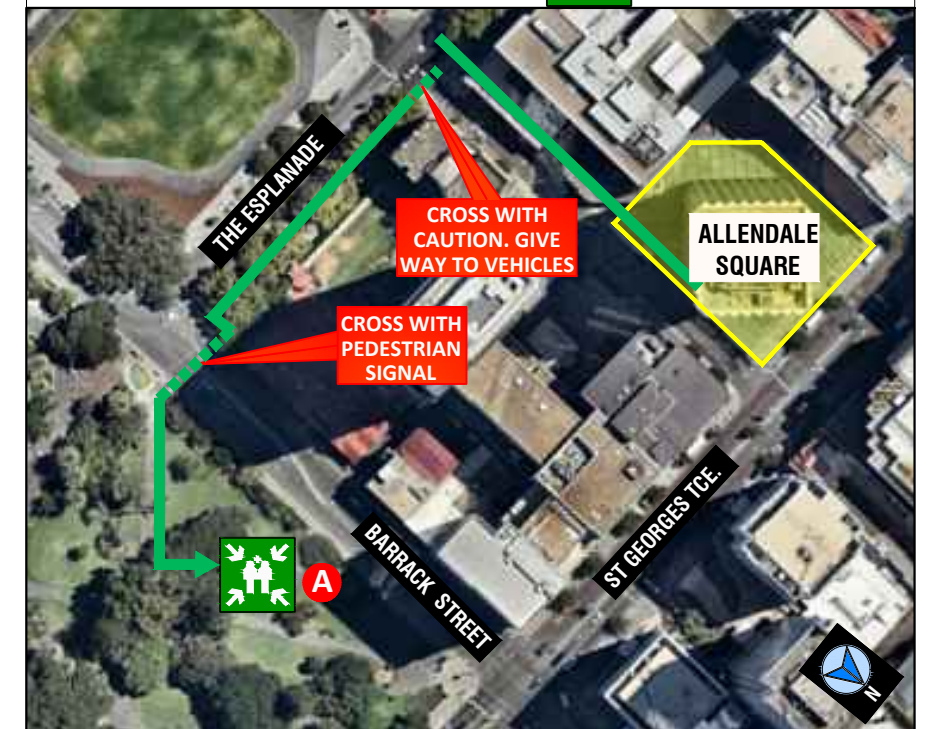 THE ESPLANADE
CROSS WITH
CAUTION. GIVE
WAY TO VEHICLES
ALLENDALE
SQUARE
CROSS WITH
PEDESTRIAN
SIGNAL
ST GEORGES TCE.
BARRACK STREET
A
N